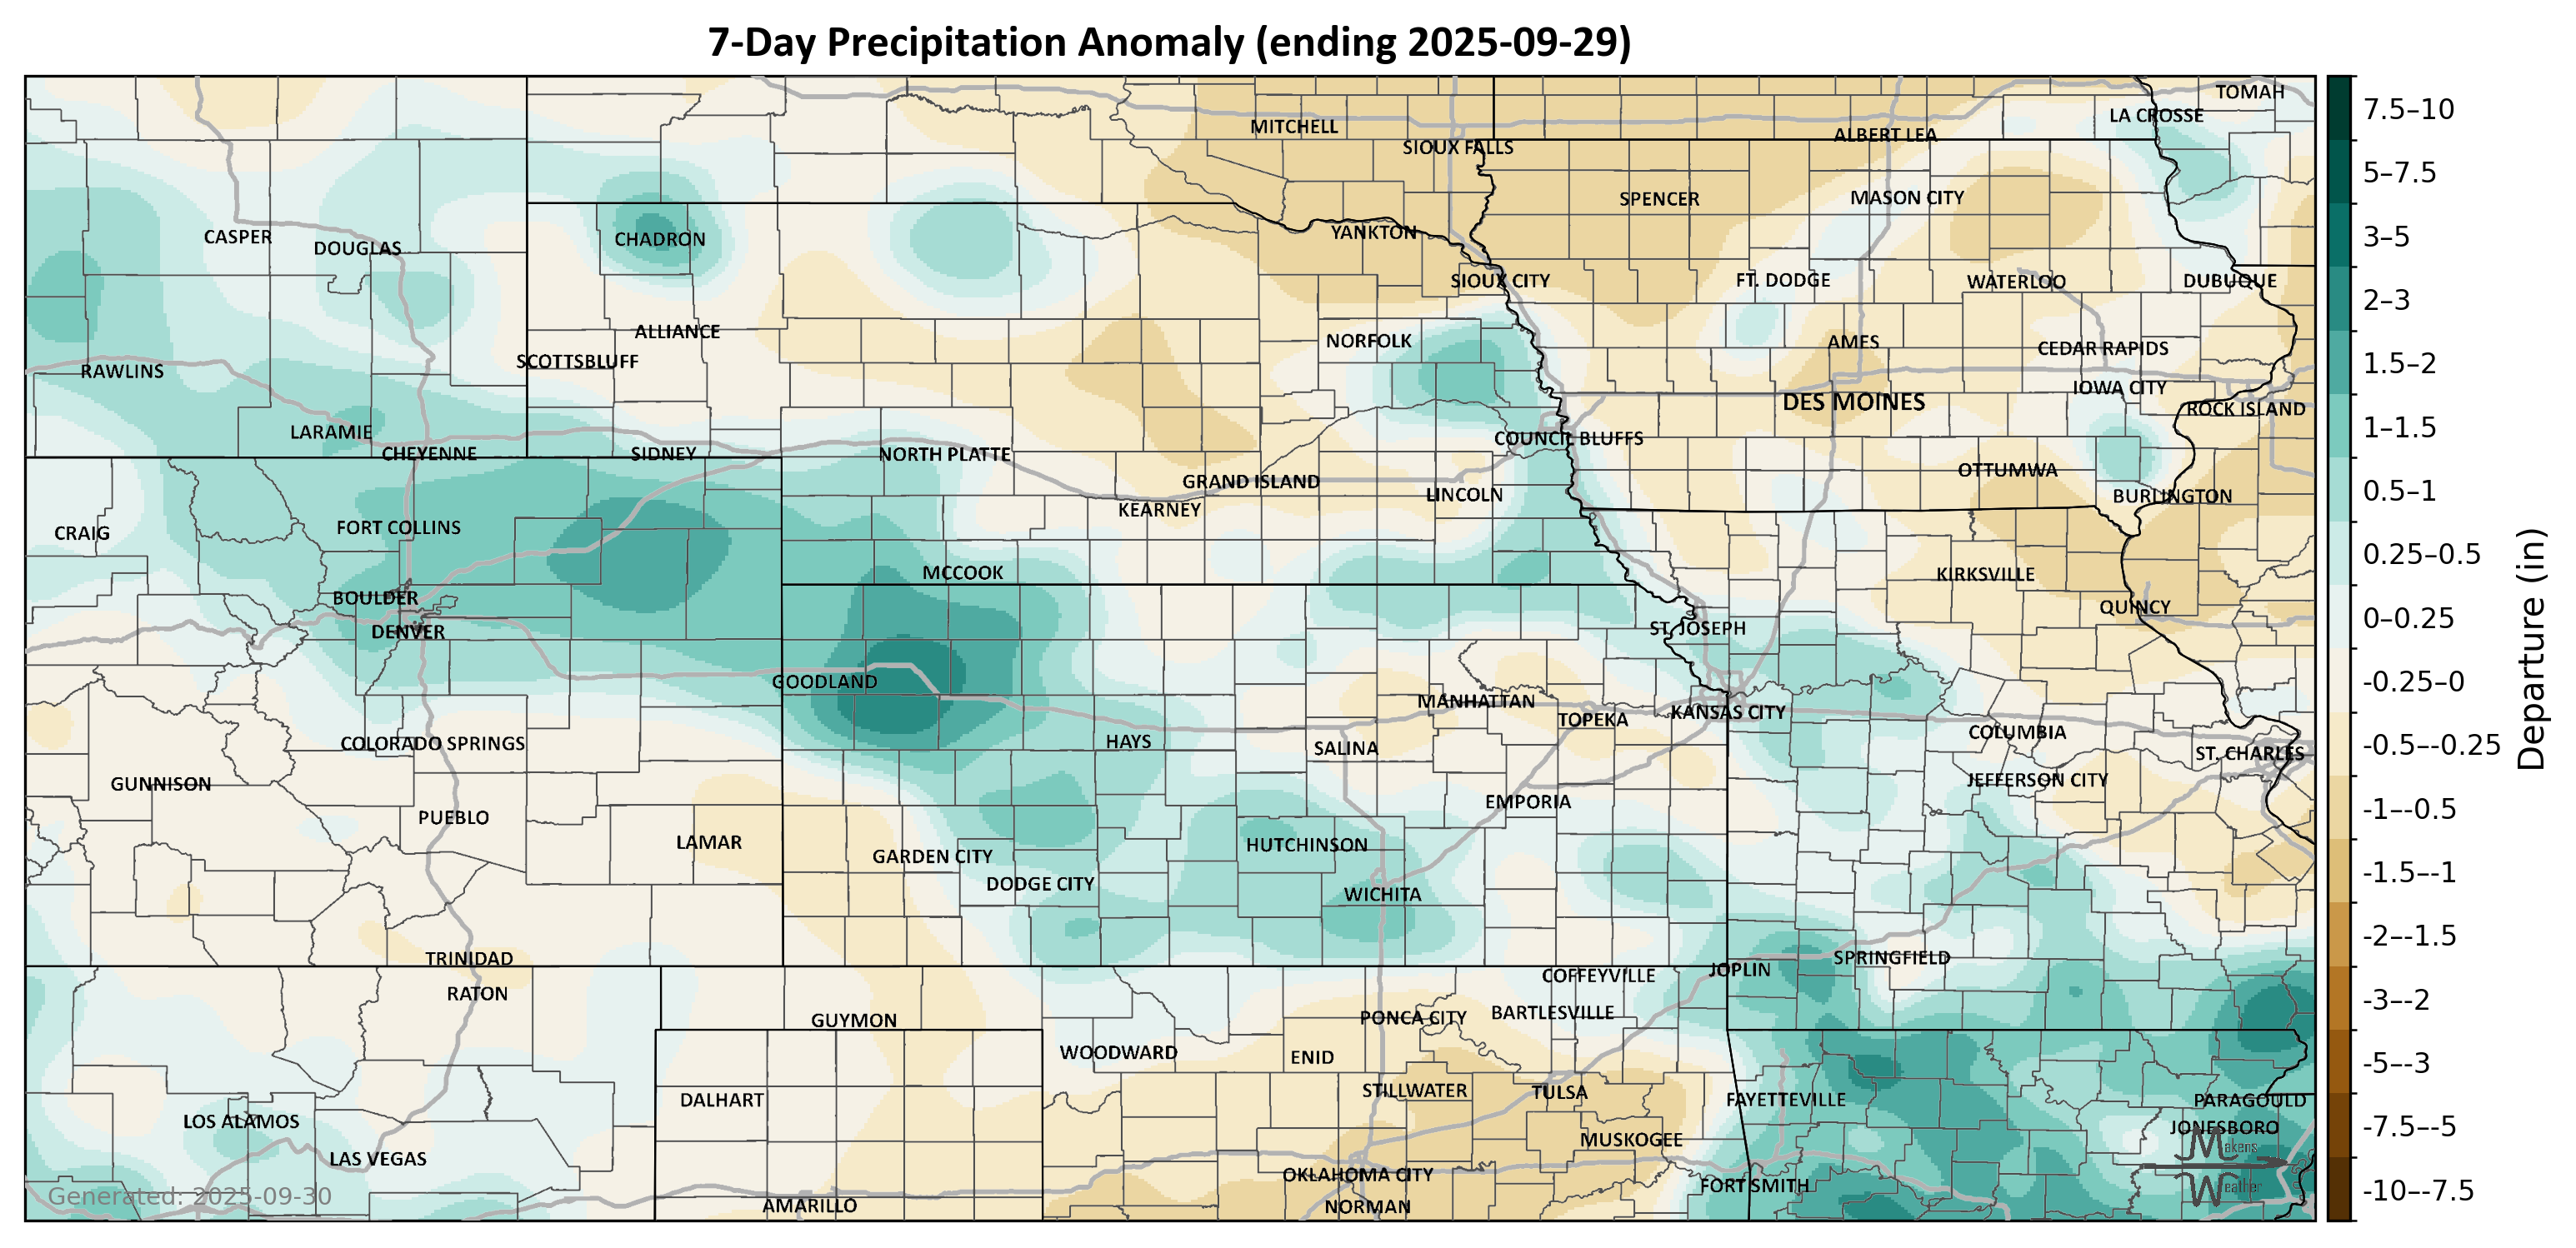 7-Day Precipitation Anomaly (ending 2025-09-29)
TOMAH
LA CROSSE
MITCHELL
ALBERT LEA
SIOUX FALLS
SPENCER
MASON CITY
CASPER
DOUGLAS
CHADRON
YANKTON
SIOUX CITY
FT. DODGE
WATERLOO
DUBUQUE
ALLIANCE
NORFOLK
AMES
CEDAR RAPIDS
SCOTTSBLUFF
RAWLINS
IOWA CITY
DES MOINES
ROCK ISLAND
LARAMIE
COUNCIL BLUFFS
CHEYENNE
SIDNEY
NORTH PLATTE
OTTUMWA
GRAND ISLAND
LINCOLN
BURLINGTON
KEARNEY
CRAIG
FORT COLLINS
MCCOOK
KIRKSVILLE
BOULDER
QUINCY
DENVER
ST. JOSEPH
GOODLAND
MANHATTAN
TOPEKA
KANSAS CITY
COLUMBIA
COLORADO SPRINGS
HAYS
SALINA
ST. CHARLES
GUNNISON
JEFFERSON CITY
EMPORIA
PUEBLO
LAMAR
HUTCHINSON
GARDEN CITY
DODGE CITY
WICHITA
TRINIDAD
SPRINGFIELD
JOPLIN
COFFEYVILLE
RATON
BARTLESVILLE
GUYMON
PONCA CITY
WOODWARD
ENID
STILLWATER
TULSA
DALHART
FAYETTEVILLE
PARAGOULD
LOS ALAMOS
JONESBORO
MUSKOGEE
LAS VEGAS
OKLAHOMA CITY
FORT SMITH
AMARILLO
NORMAN
Generated: 2025-09-30
Makens
Weather
7.5–10
5–7.5
3–5
2–3
1.5–2
1–1.5
0.5–1
0.25–0.5
0–0.25
-0.25–0
-0.5–-0.25
-1–-0.5
-1.5–-1
-2–-1.5
-3–-2
-5–-3
-7.5–-5
-10–-7.5
Departure (in)